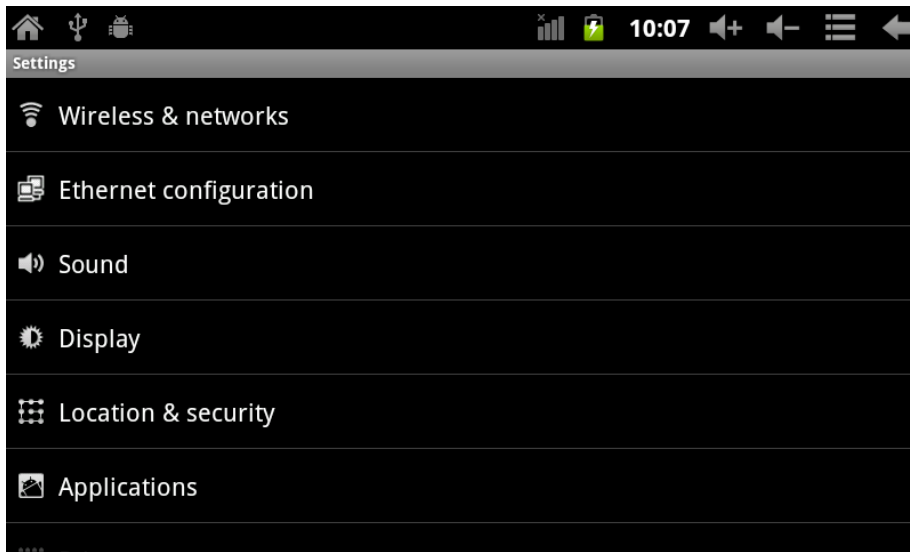 10:07
Settings
Wireless & networks
Ethernet configuration
Sound
Display
Location & security
Applications